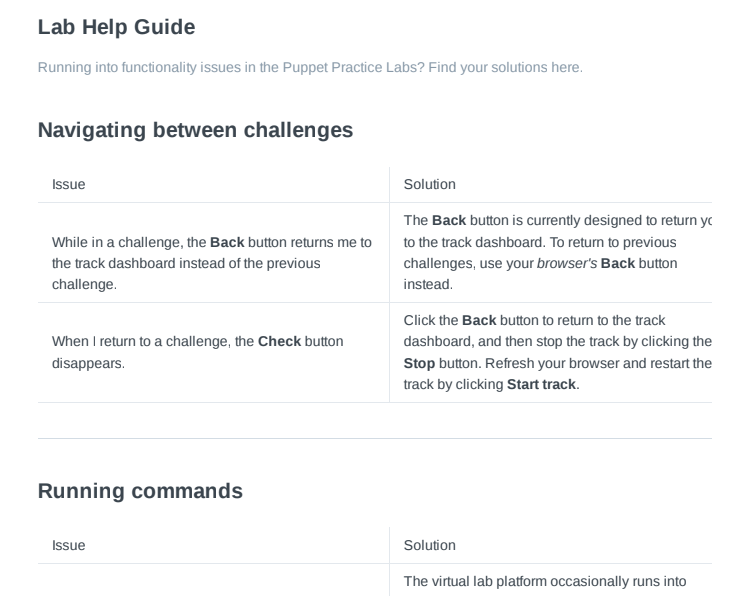 Lab Help Guide
Running into functionality issues in the Puppet Practice Labs? Find your solutions here.
Navigating between challenges
Issue
Solution
While in a challenge, the Back button returns me to
the track dashboard instead of the previous
challenge.
The Back button is currently designed to return
to the track dashboard. To return to previous
challenges, use your browser's Back button
instead.
When I return to a challenge, the Check button
disappears.
Click the Back button to return to the track
dashboard, and then stop the track by clicking the
Stop button. Refresh your browser and restart the
track by clicking Start track.
Running commands
Issue
Solution
The virtual lab platform occasionally runs into